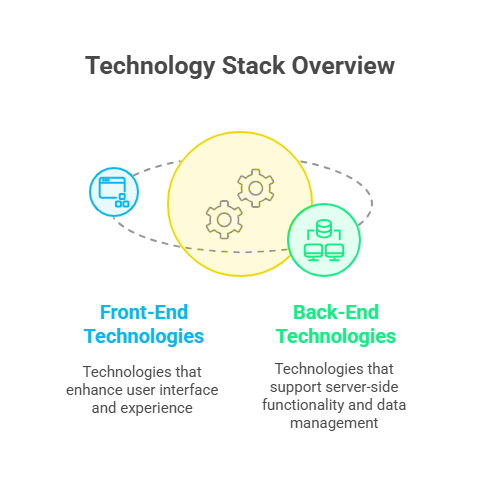 Technology Stack Overview
Front-End
Technologies
Technologies that
enhance user interface
and experience
Back-End
Technologies
Technologies that
support server-side
functionality and data
management